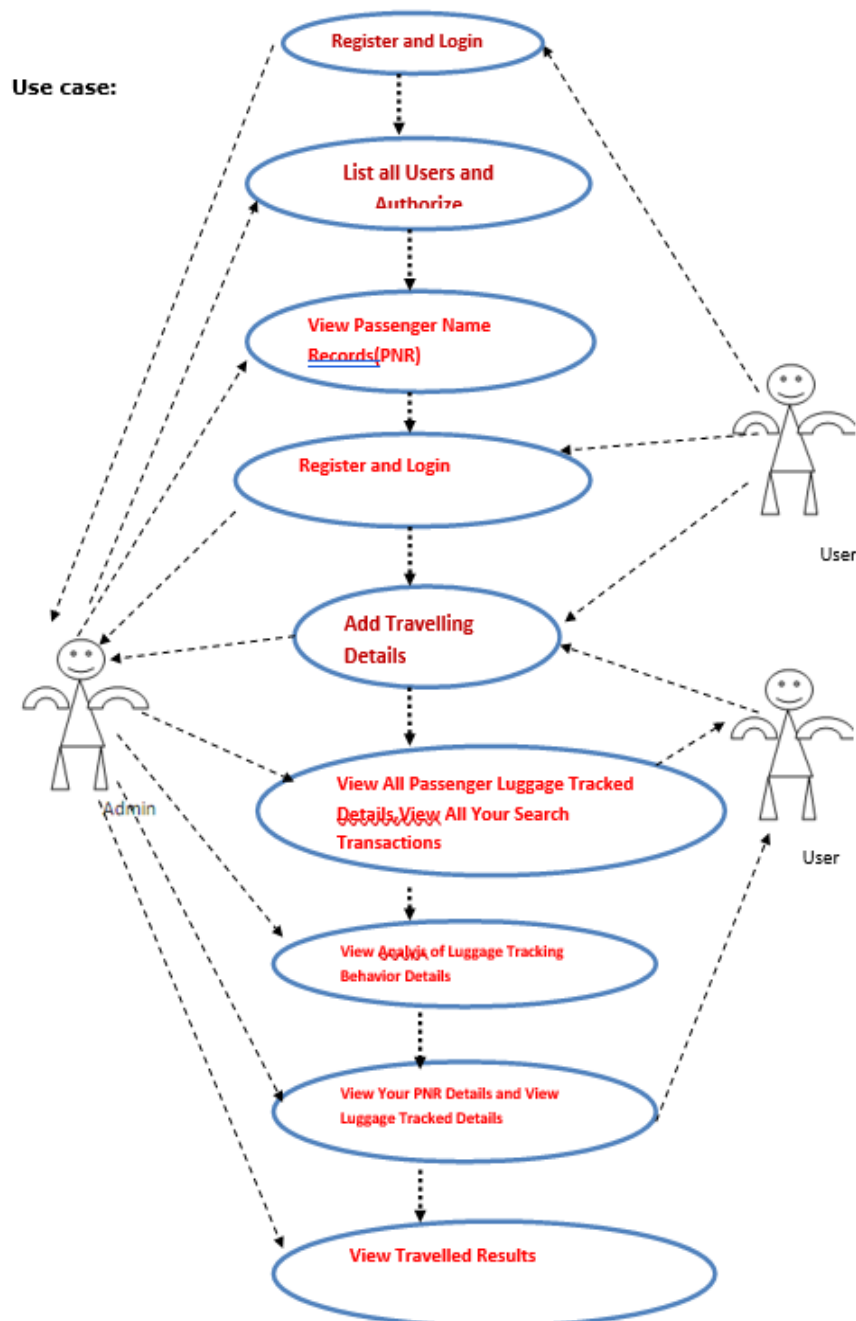 Register and Login
Use case:
List all Users and
Authorize
View Passenger Name
Records(PNR)
Register and Login
User
Add Travelling
Details
Admin
View All Passenger Luggage Tracked
Details,View All Your Search
Transactions
User
View Analyis of Luggage Tracking
Behavior Details
View Your PNR Details and View
Luggage Tracked Details
View Travelled Results